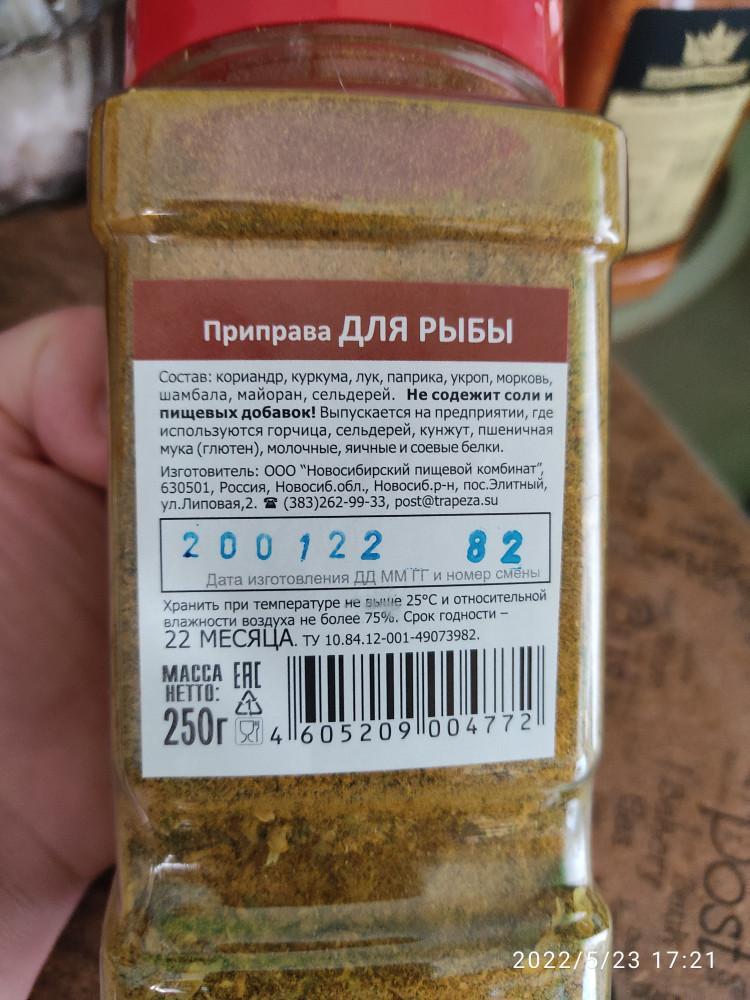 Приправа ДЛЯ РЫБЫ
Состав: кориандр, куркума, лук, паприка, укроп, морковь,
шамбала, майоран, сельдерей. Не содежит соли и
пищевых добавок! Выпускается на предприятии, где
используются горчица, сельдерей, кунжут, пшеничная
мука (глютен), молочные, яичные и соевые белки.
Изготовитель: ООО "Новосибирский пищевой комбинат",
630501, Россия, Новосиб.обл., Новосиб.р-н, пос.Элитный,
ул.Липовая,2. ☎ (383)262-99-33, post@trapeza.su
200122 82
Дата изготовления ДД ММ ГГ и номер смены
Хранить при температуре не выше 25°С и относительной
влажности воздуха не более 75%. Срок годности –
22 МЕСЯЦА. ТУ 10.84.12-001-49073982.
МАССА
НЕТТО:
250г
EAC
1
4 605209 004772
post
2022/5/23 17:21